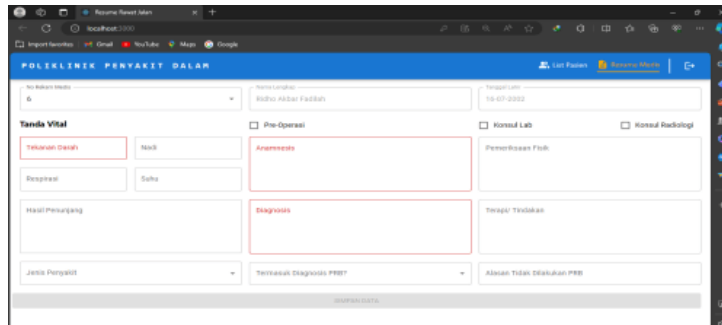 Resume Rawat Jalan
localhost:3000
Import favorites
Gmail
YouTube
Maps
Google
POLIKLINIK PENYAKIT DALAM
List Pasien
Resume Medis
No Rekam Medis
6
Nama Lengkap
Ridho Akbar Fadillah
Tanggal Lahir
16-07-2002
Tanda Vital
Pre-Operasi
Konsul Lab
Konsul Radiologi
Tekanan Darah
Nadi
Anamnesis
Pemeriksaan Fisik
Respirasi
Suhu
Hasil Penunjang
Diagnosis
Terapi/ Tindakan
Jenis Penyakit
Termasuk Diagnosis PRB?
Alasan Tidak Dilakukan PRB
SIMPAN DATA